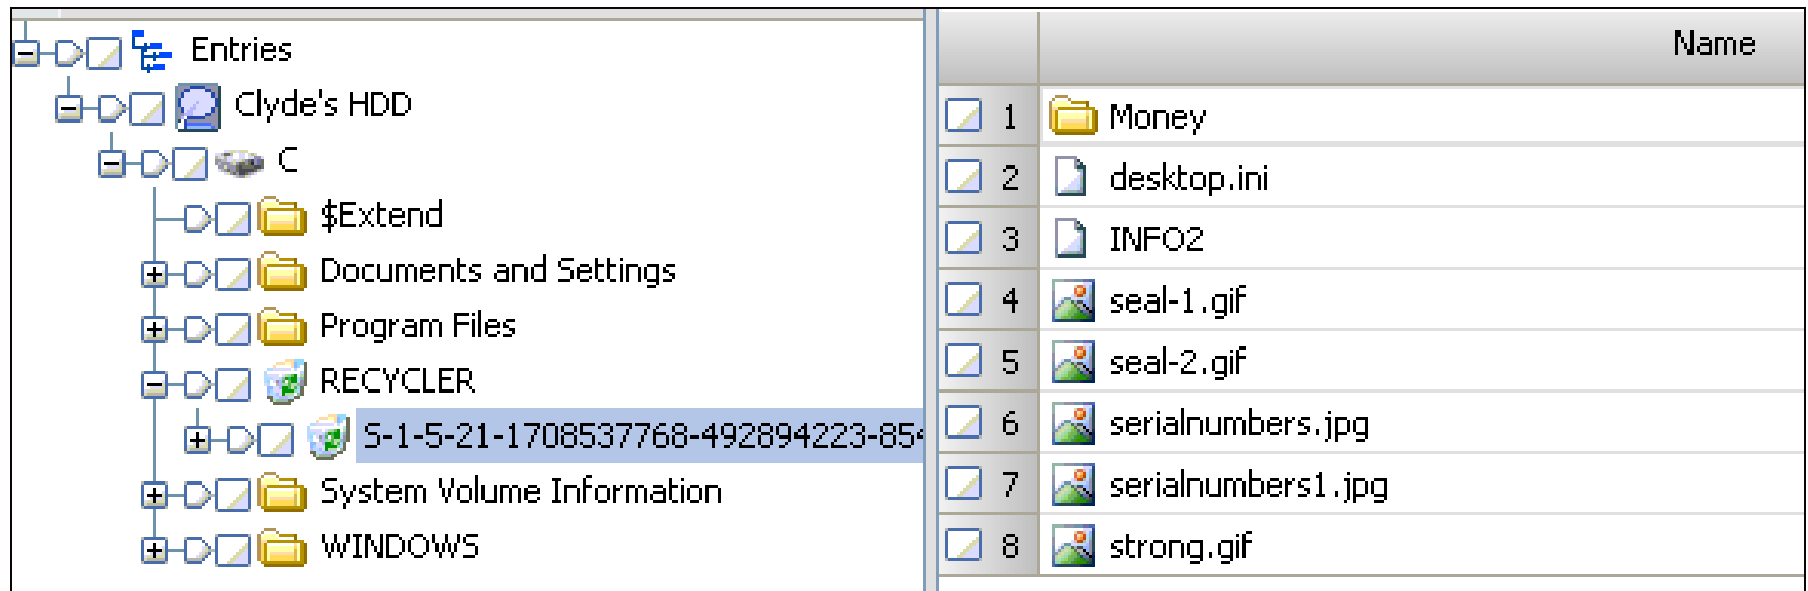 Entries
Clyde's HDD
C
$Extend
Documents and Settings
Program Files
RECYCLER
S-1-5-21-1708537768-492894223-854
System Volume Information
WINDOWS
Name
1 Money
2 desktop.ini
3 INFO2
4 seal-1.gif
5 seal-2.gif
6 serialnumbers.jpg
7 serialnumbers1.jpg
8 strong.gif